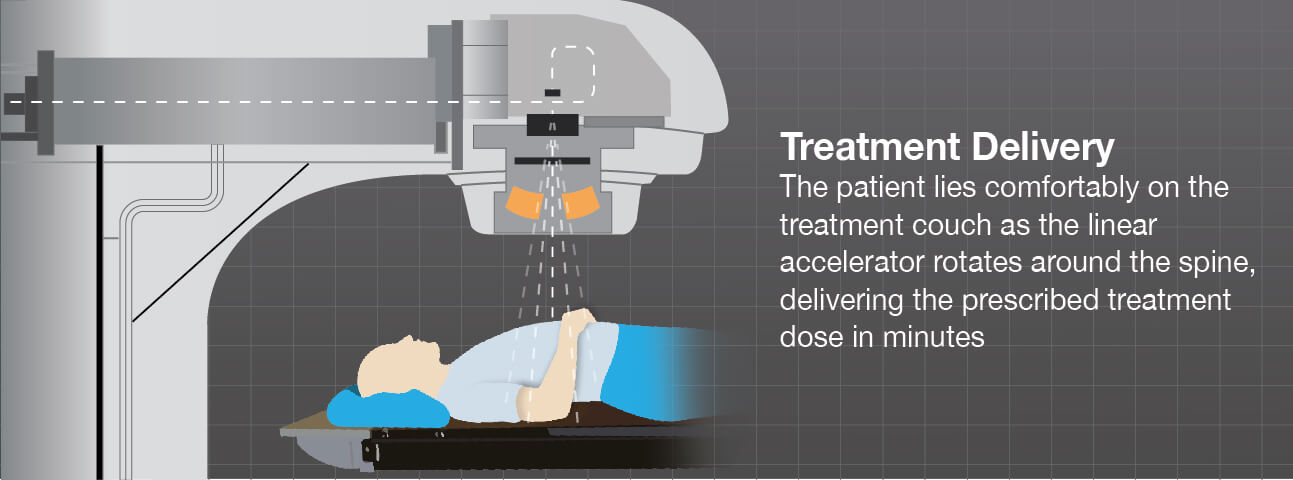 Treatment Delivery
The patient lies comfortably on the
treatment couch as the linear
accelerator rotates around the spine,
delivering the prescribed treatment
dose in minutes